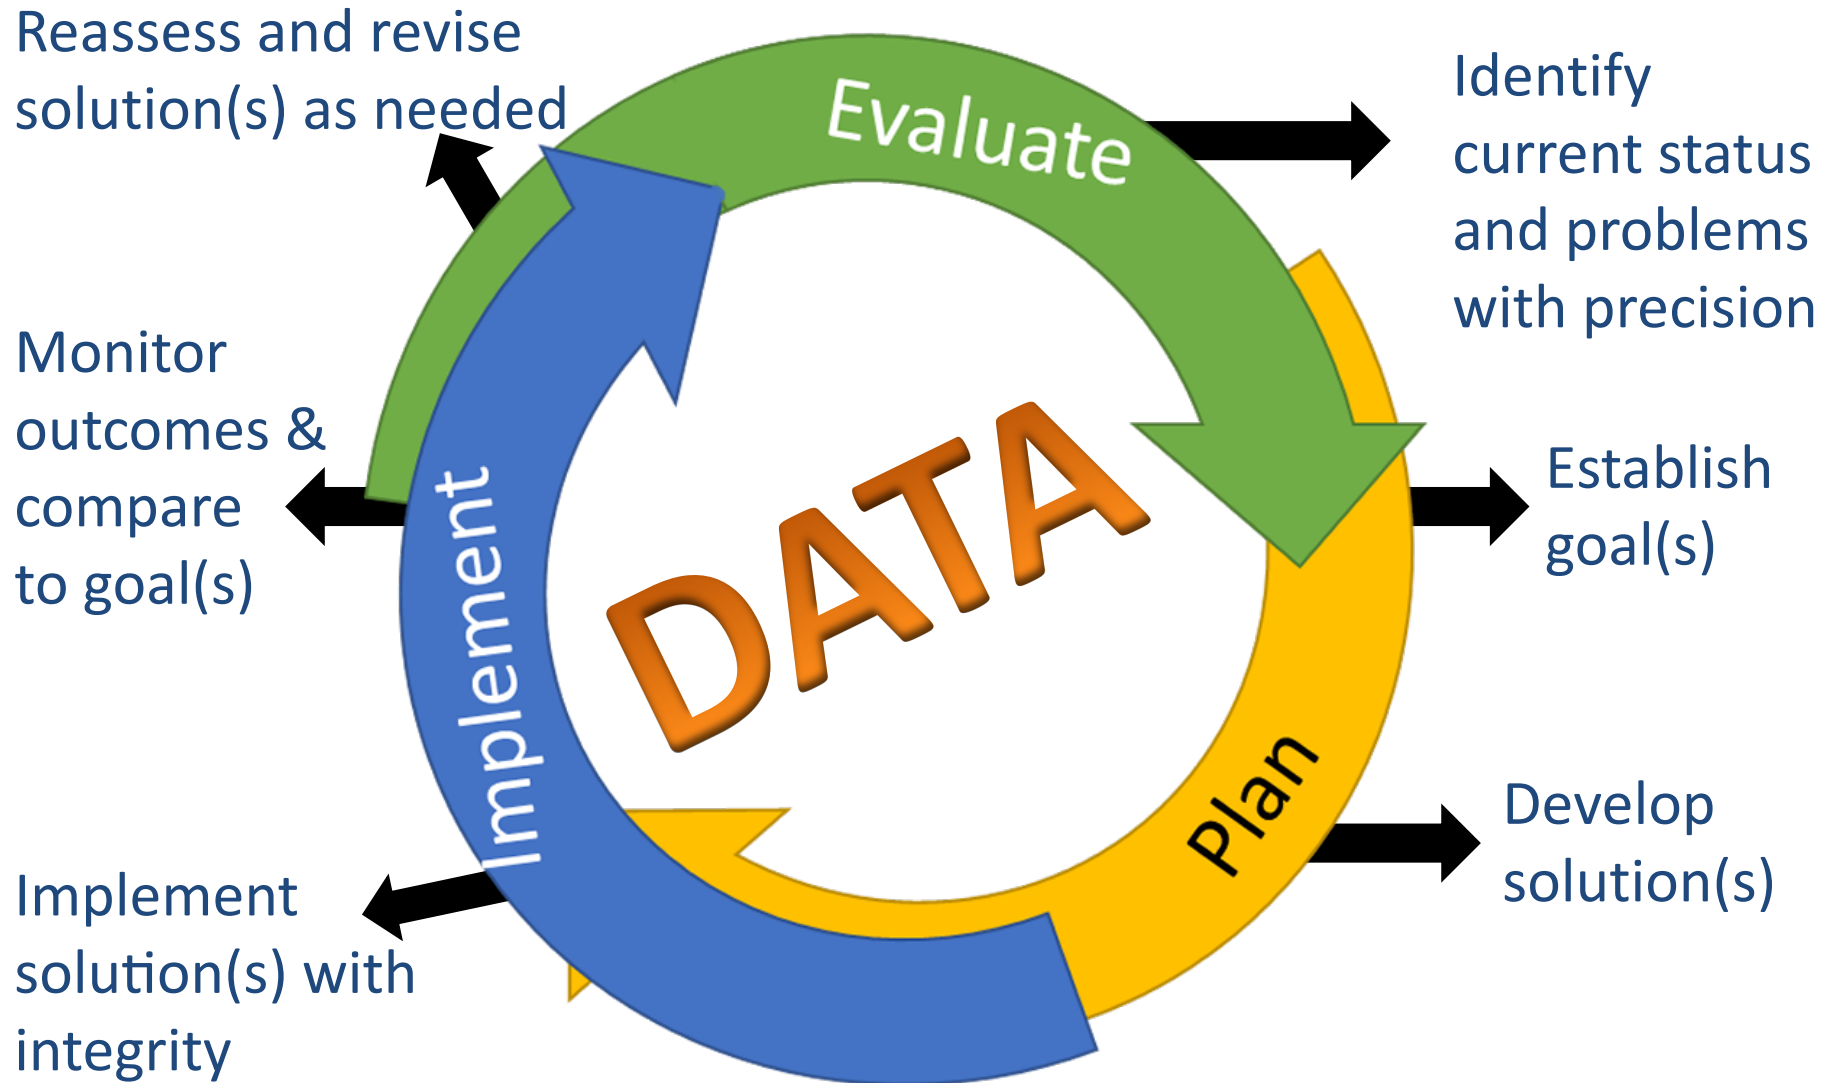 Reassess and revise
solution(s) as needed
Evaluate
Identify
current status
and problems
with precision
Monitor
outcomes &
compare
to goal(s)
Implement
DATA
Establish
goal(s)
Plan
Develop
solution(s)
Implement
solution(s) with
integrity